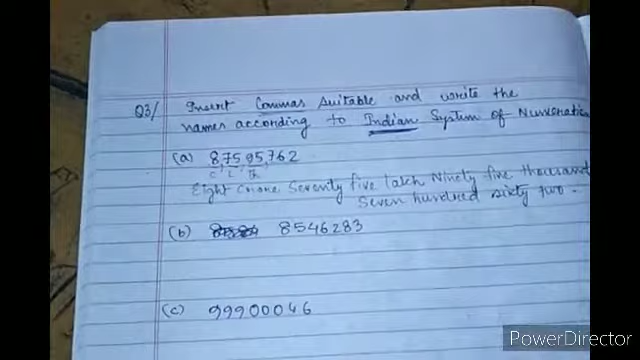 Q3/ Insert Commas suitable and write the
names according to Indian System of Numeration
(a) 8,75,95,762
C L Th
Eight Crore Seventy five lakh Ninety five thousand
Seven hundred sixty two.
(b) 8546283
(c) 99900046
PowerDirector